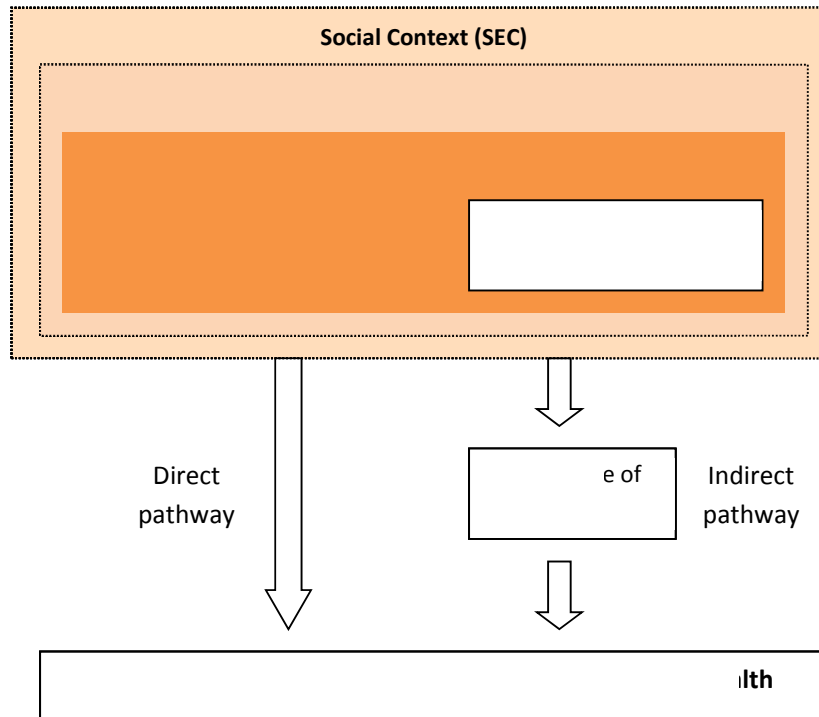 Social Context (SEC)
Direct
pathway
e of
Indirect
pathway
lth